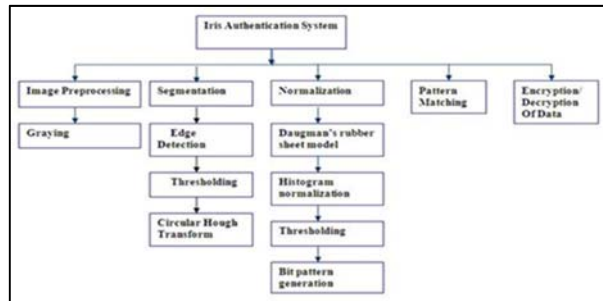 Iris Authentication System
Image Preprocessing
Graying
Segmentation
Edge
Detection
Thresholding
Circular Hough
Transform
Normalization
Daugman's rubber
sheet model
Histogram
normalization
Thresholding
Bit pattern
generation
Pattern
Matching
Encryption/
Decryption
Of Data